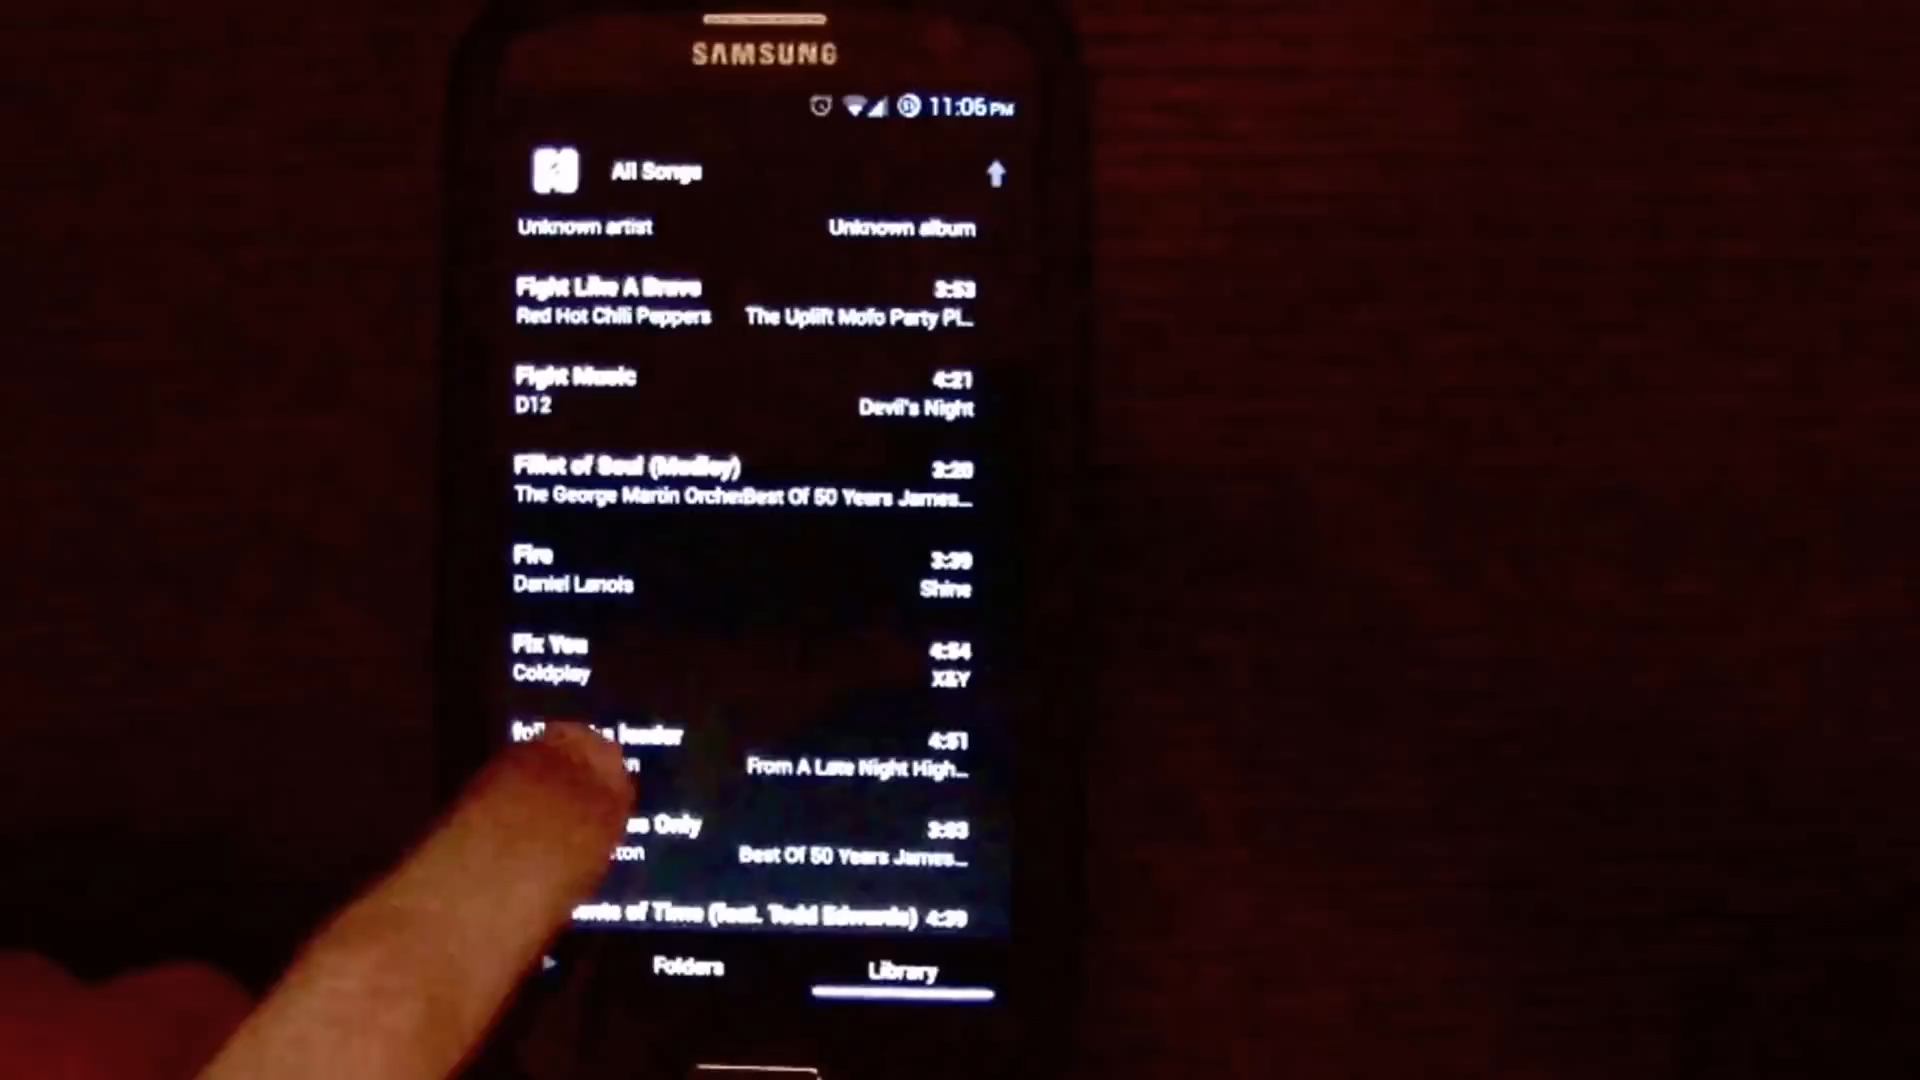 SAMSUNG
11:06 PM
All Songs
Unknown artist Unknown album
Fight Like A Brave 3:53
Red Hot Chili Peppers The Uplift Mofo Party Pl...
Fight Music 4:21
D12 Devil's Night
Fillet of Soul (Medley) 3:20
The George Martin Orche Best Of 50 Years James...
Fire 3:39
Daniel Lanois Shine
Fix You 4:54
Coldplay X&Y
leader 4:51
From A Late Night High...
Only 3:03
Best Of 50 Years James...
of Time (feat. Todd Edwards) 4:39
Folders Library